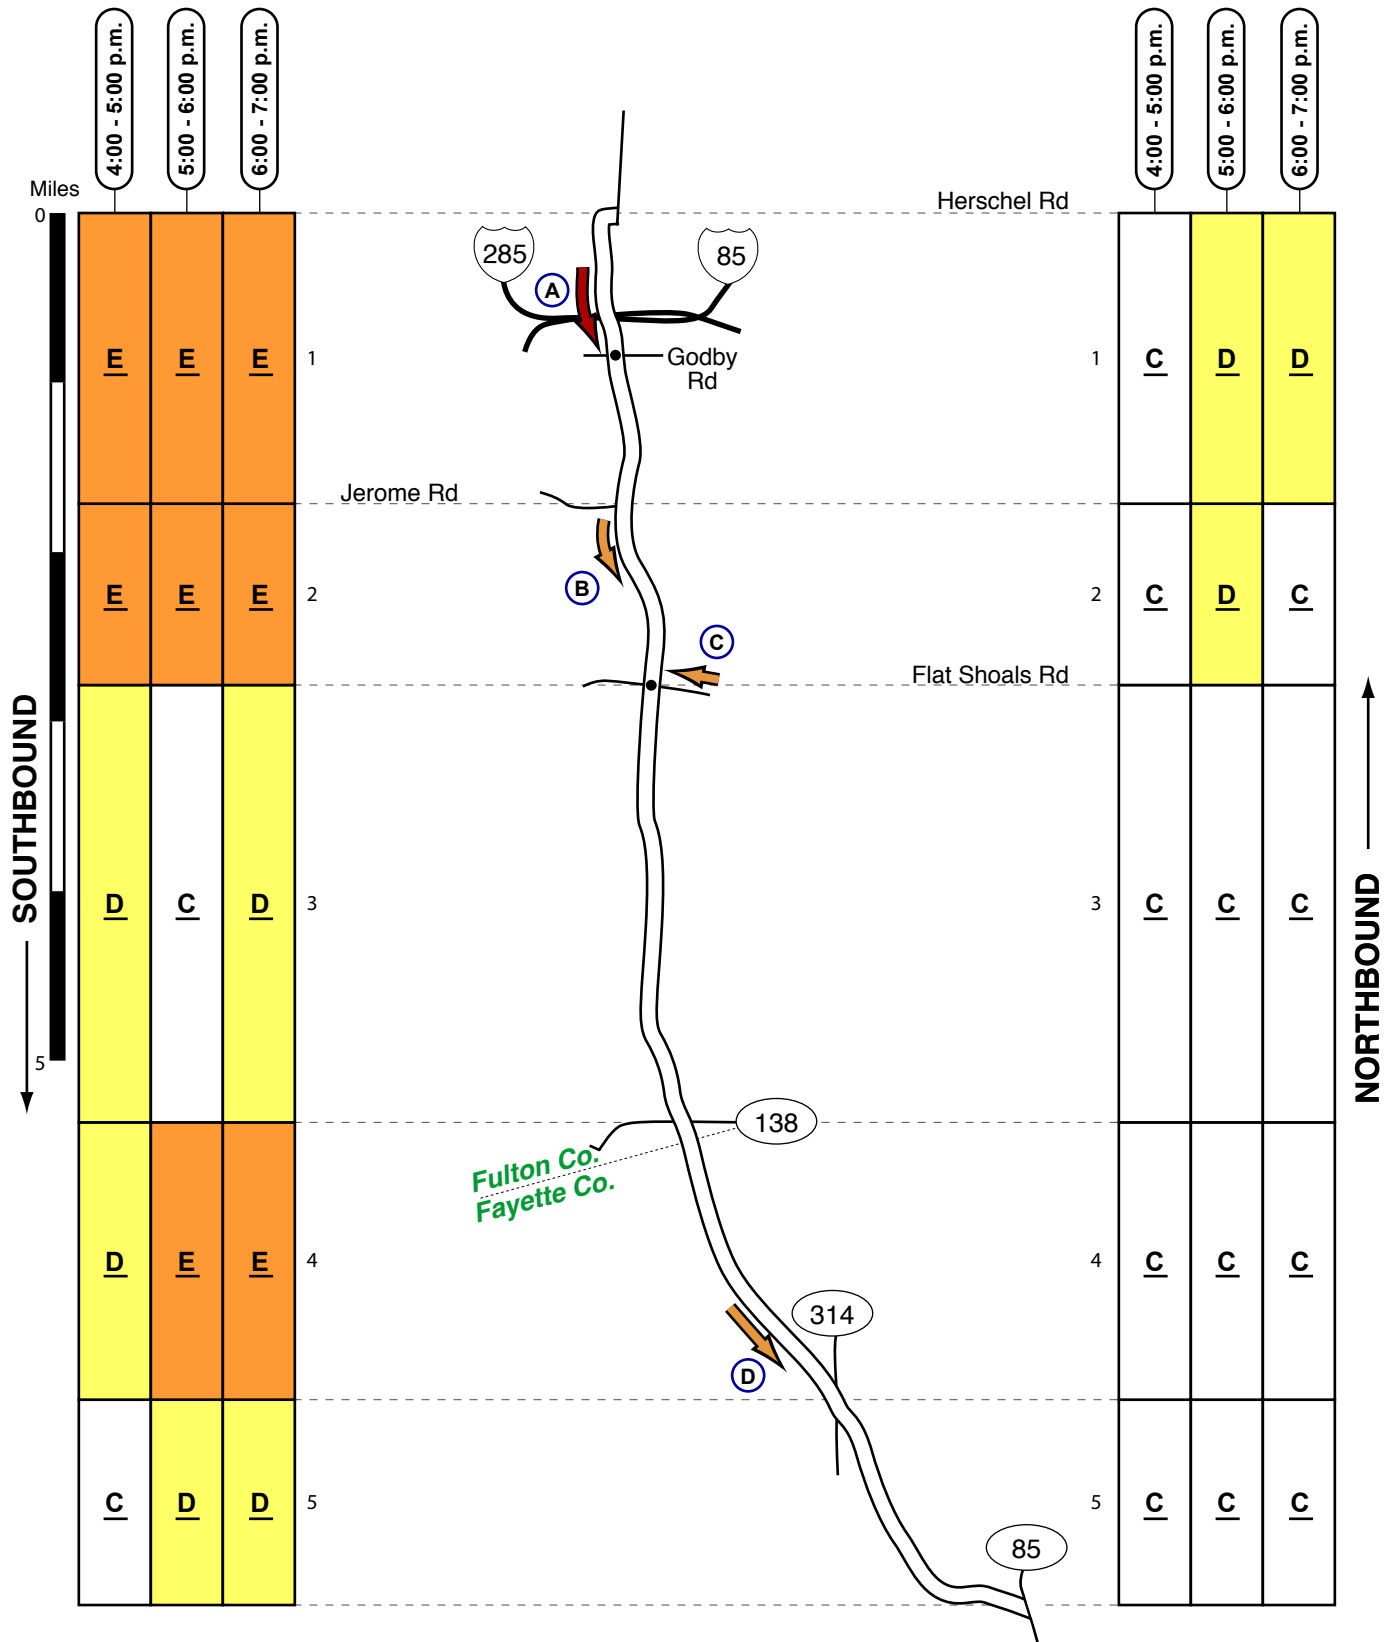 4:00 - 5:00 p.m.
5:00 - 6:00 p.m.
6:00 - 7:00 p.m.
4:00 - 5:00 p.m.
5:00 - 6:00 p.m.
6:00 - 7:00 p.m.
Miles
0
Herschel Rd
285
85
A
Godby
Rd
E E E 1
1 C D D
Jerome Rd
B
E E E 2
2 C D C
C
Flat Shoals Rd
SOUTHBOUND
NORTHBOUND
D C D 3
3 C C C
5
138
Fulton Co.
Fayette Co.
D E E 4
4 C C C
314
D
C D D 5
5 C C C
85